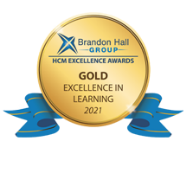 Brandon Hall
GROUP
HCM EXCELLENCE AWARDS
GOLD
EXCELLENCE IN
LEARNING
2021